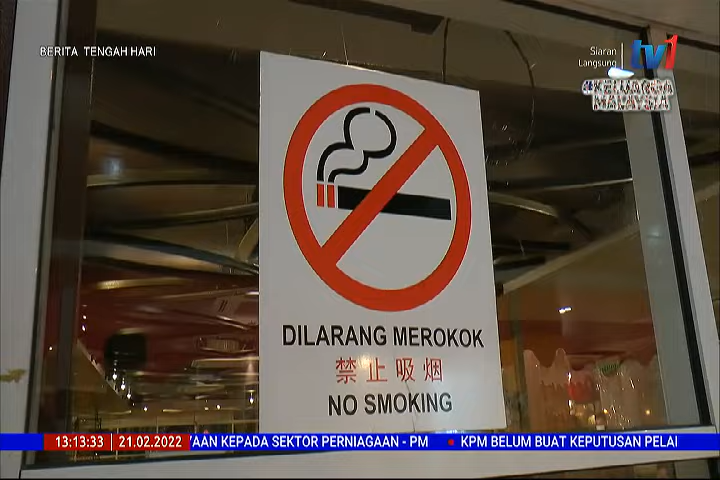 BERITA TENGAH HARI
Siaran
Langsung
tv1
#KELUARGA
MALAYSIA
DILARANG MEROKOK
禁止吸烟
NO SMOKING
13:13:33 21.02.2022 AAN KEPADA SEKTOR PERNIAGAAN - PM • KPM BELUM BUAT KEPUTUSAN PELAI